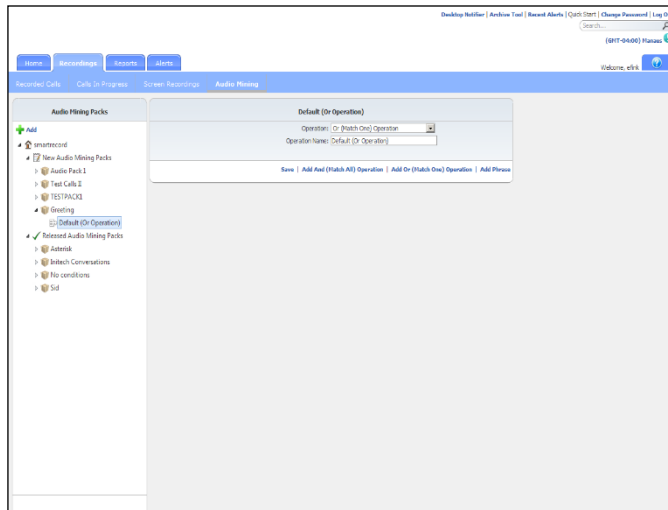 Desktop Notifier | Archive Tool | Recent Alerts | Quick Start | Change Password | Log O
Search...
(GMT-04:00) Manaus
Home Recordings Reports Alerts
Welcome, efink
Recorded Calls Calls In Progress Screen Recordings Audio Mining
Audio Mining Packs
Add
smartrecord
New Audio Mining Packs
Audio Pack 1
Test Calls II
TESTPACK1
Greeting
Default (Or Operation)
Released Audio Mining Packs
Asterisk
Initech Conversations
No conditions
Sid
Default (Or Operation)
Operation: Or (Match One) Operation
Operation Name: Default (Or Operation)
Save | Add And (Match All) Operation | Add Or (Match One) Operation | Add Phrase